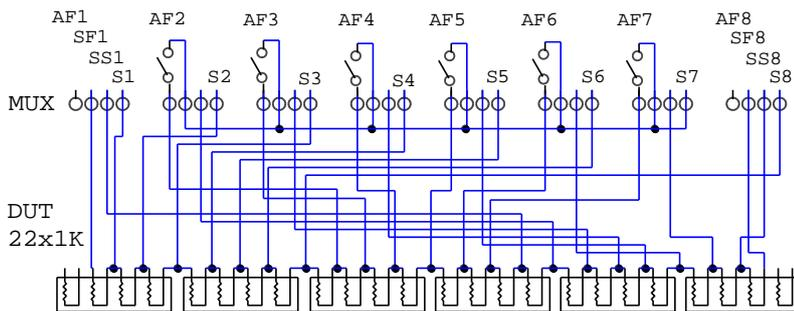 AF1 AF2 AF3 AF4 AF5 AF6 AF7 AF8
SF1 SF8
SS1 SS8
S1 S2 S3 S4 S5 S6 S7 S8
MUX
DUT
22x1K